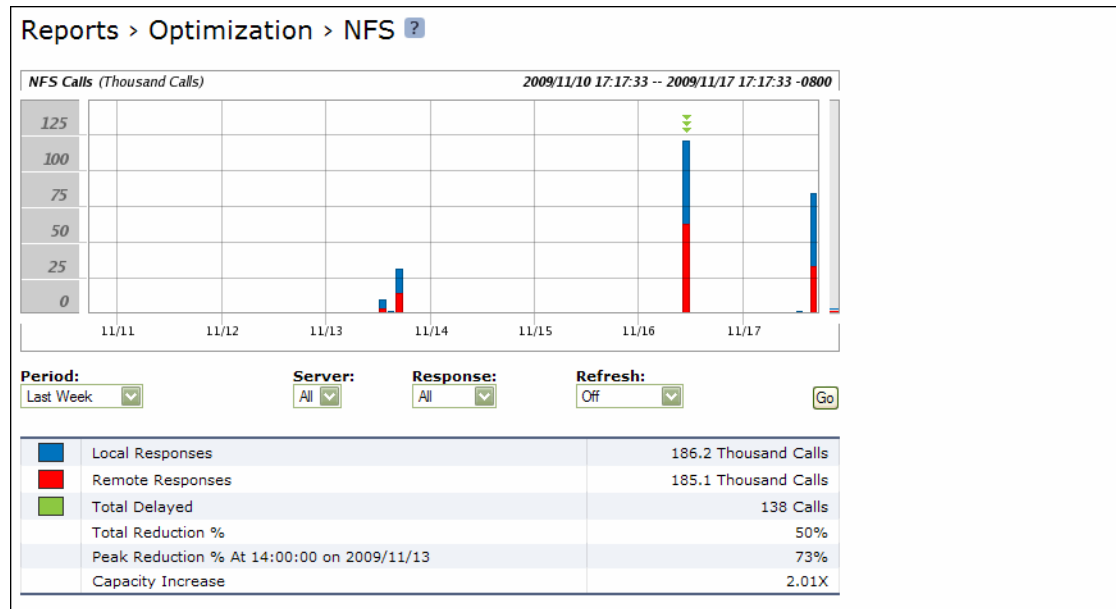 Reports › Optimization › NFS ?
NFS Calls (Thousand Calls) 2009/11/10 17:17:33 -- 2009/11/17 17:17:33 -0800
125
100
75
50
25
0
11/11 11/12 11/13 11/14 11/15 11/16 11/17
Period: Server: Response: Refresh:
Last Week All All Off Go
Local Responses 186.2 Thousand Calls
Remote Responses 185.1 Thousand Calls
Total Delayed 138 Calls
Total Reduction % 50%
Peak Reduction % At 14:00:00 on 2009/11/13 73%
Capacity Increase 2.01X